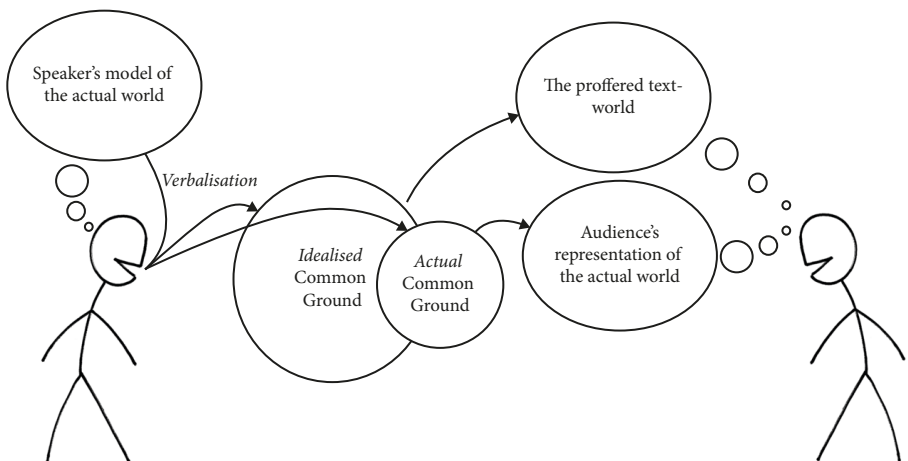 Speaker’s model of
the actual world
Verbalisation
Idealised
Common
Ground
Actual
Common
Ground
The proffered text-
world
Audience’s
representation of
the actual world